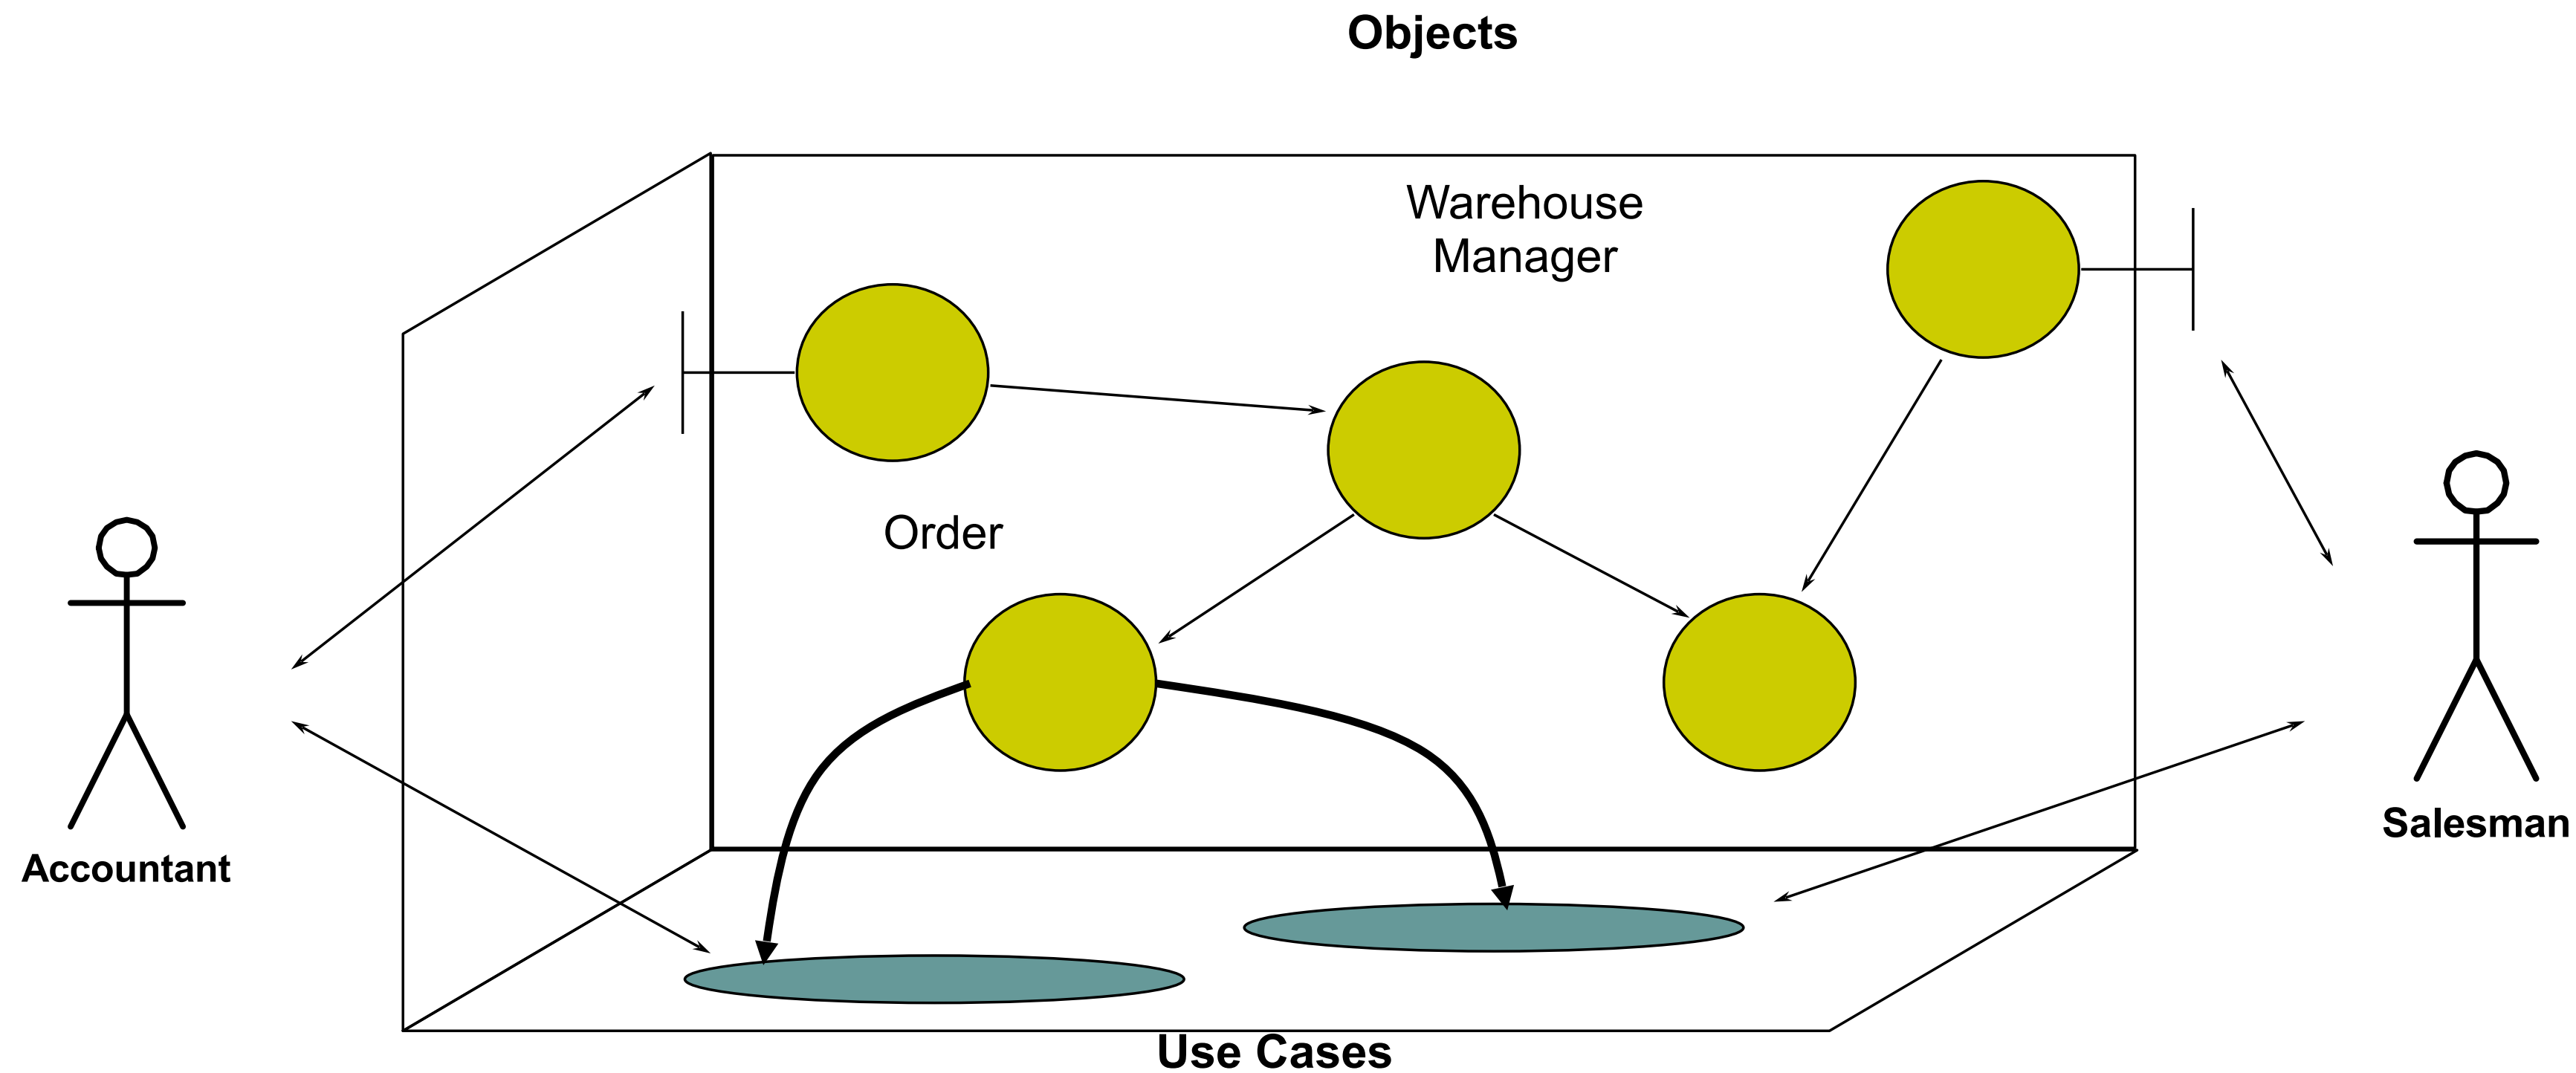 Objects
Warehouse
Manager
Order
Accountant
Salesman
Use Cases